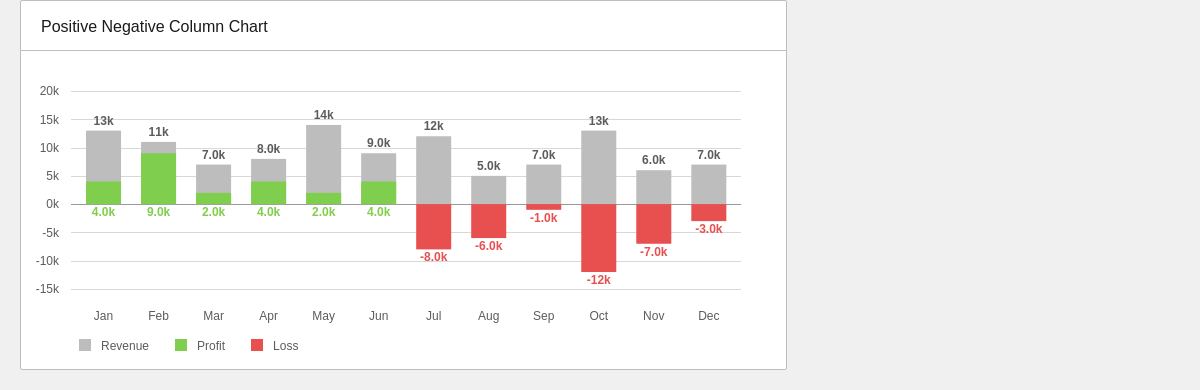 Positive Negative Column Chart
20k
15k
10k
5k
0k
-5k
-10k
-15k
13k
11k
7.0k
8.0k
14k
9.0k
12k
5.0k
7.0k
13k
6.0k
7.0k
4.0k
9.0k
2.0k
4.0k
2.0k
4.0k
-8.0k
-6.0k
-1.0k
-12k
-7.0k
-3.0k
Jan Feb Mar Apr May Jun Jul Aug Sep Oct Nov Dec
Revenue Profit Loss